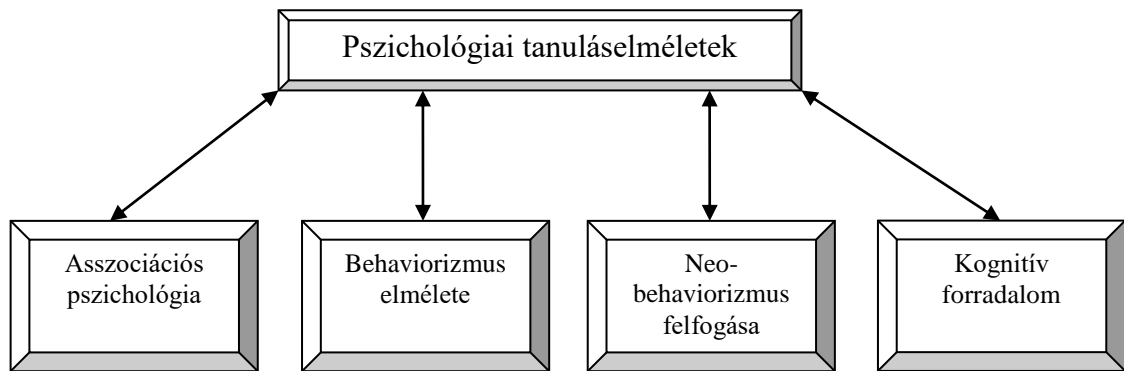 Pszichológiai tanuláselméletek
Asszociációs
pszichológia
Behaviorizmus
elmélete
Neo-
behaviorizmus
felfogása
Kognitív
forradalom